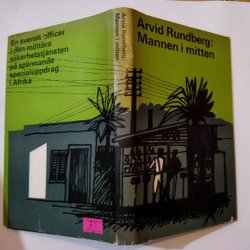 En svensk officer
i den militära
säkerhetstjänsten
på spännande
specialuppdrag
i Afrika
Arvid Rundberg: Mannen i mitten
Arvid Rundberg:
Mannen i mitten